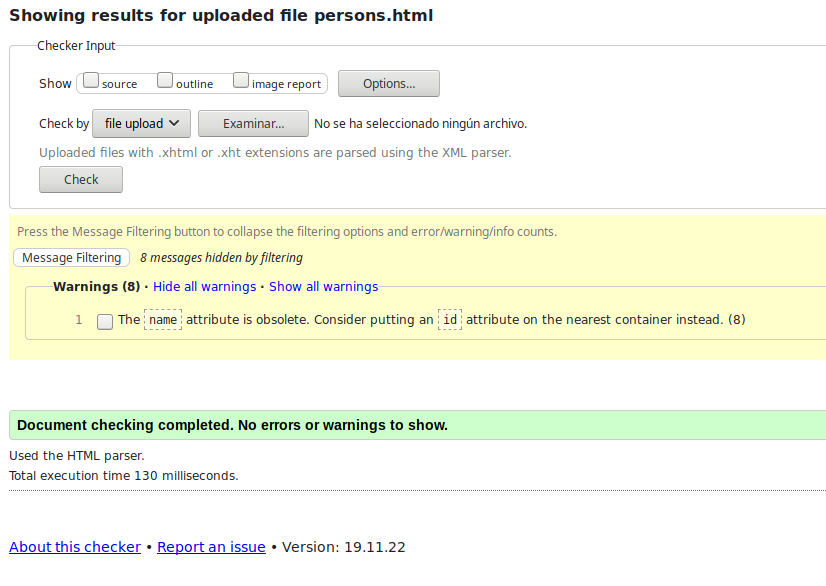 Showing results for uploaded file persons.html
Checker Input
Show source outline image report Options...
Check by file upload Examinar... No se ha seleccionado ningún archivo.
Uploaded files with .xhtml or .xht extensions are parsed using the XML parser.
Check
Press the Message Filtering button to collapse the filtering options and error/warning/info counts.
Message Filtering 8 messages hidden by filtering
Warnings (8) · Hide all warnings · Show all warnings
1 The name attribute is obsolete. Consider putting an id attribute on the nearest container instead. (8)
Document checking completed. No errors or warnings to show.
Used the HTML parser.
Total execution time 130 milliseconds.
About this checker • Report an issue • Version: 19.11.22